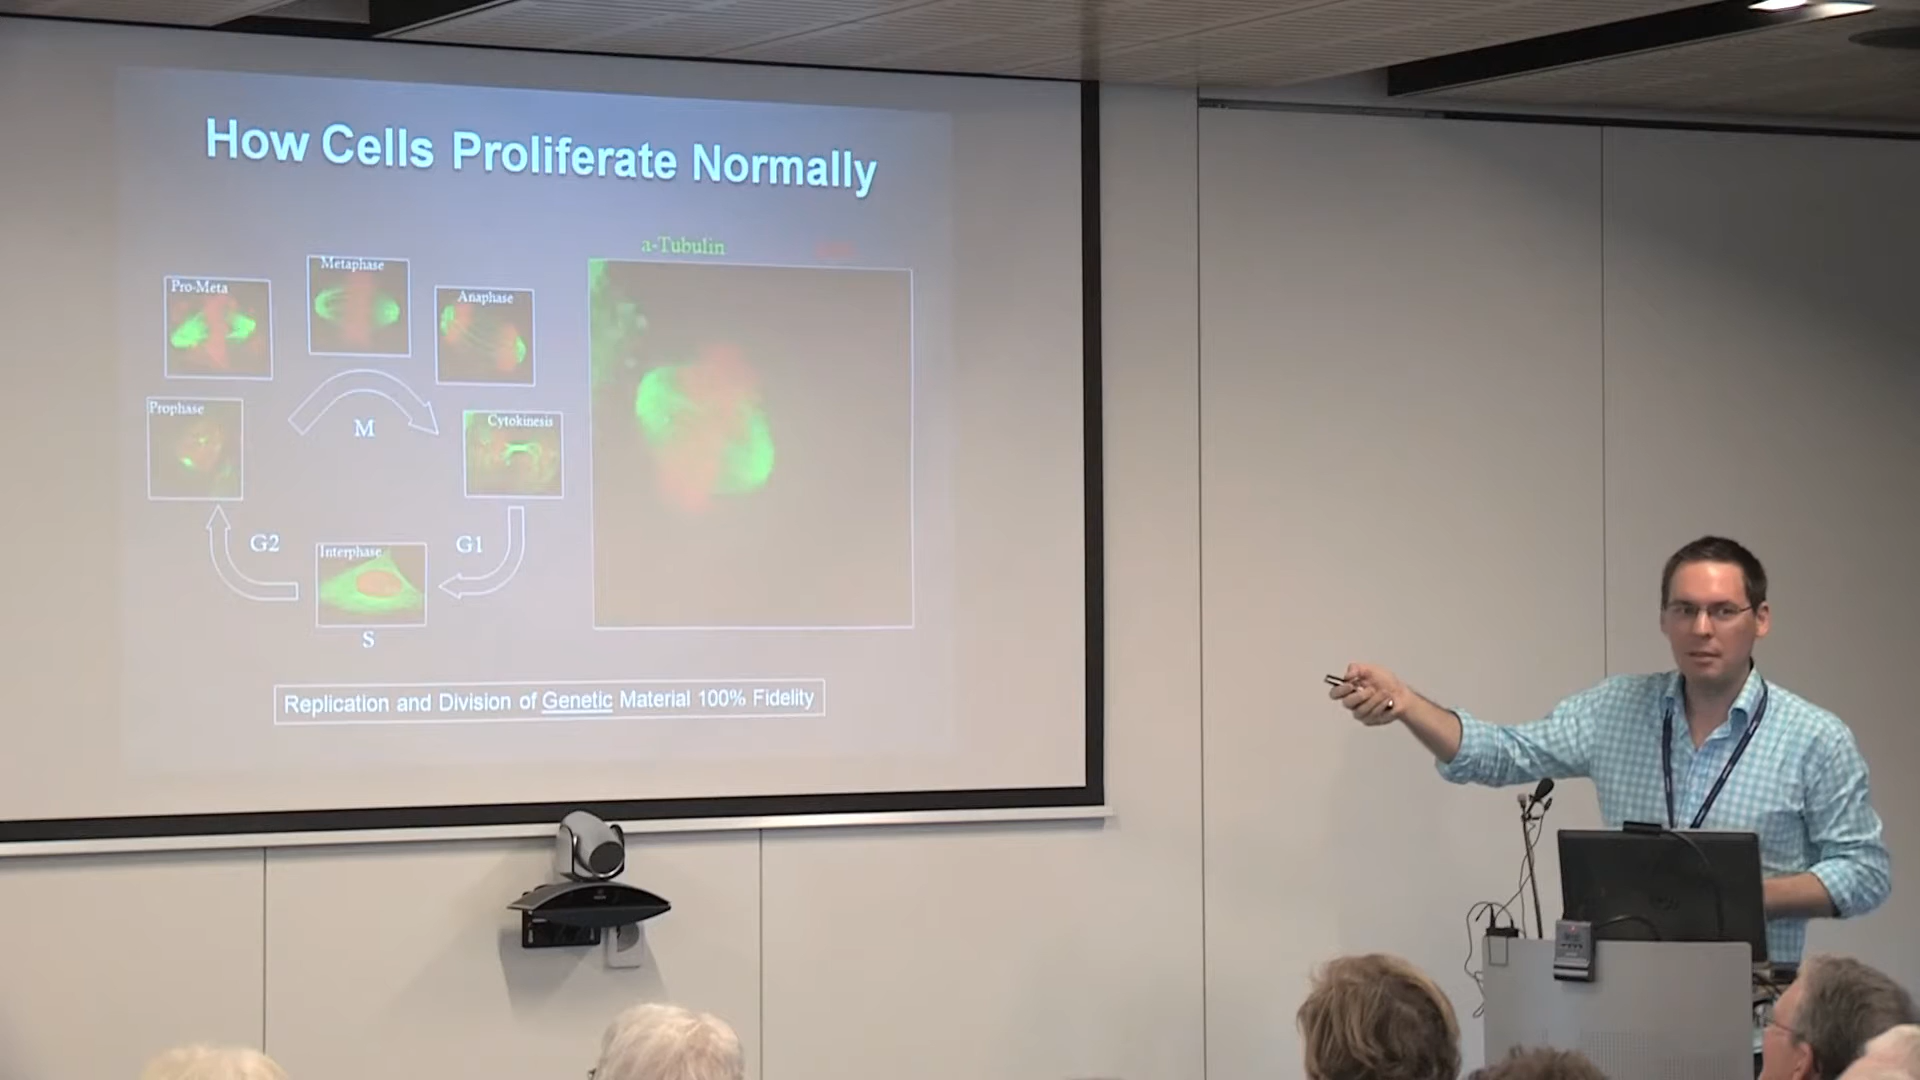 How Cells Proliferate Normally
a-Tubulin
Metaphase
Pro-Meta
Anaphase
Prophase
M
Cytokinesis
G2
G1
Interphase
S
Replication and Division of Genetic Material 100% Fidelity